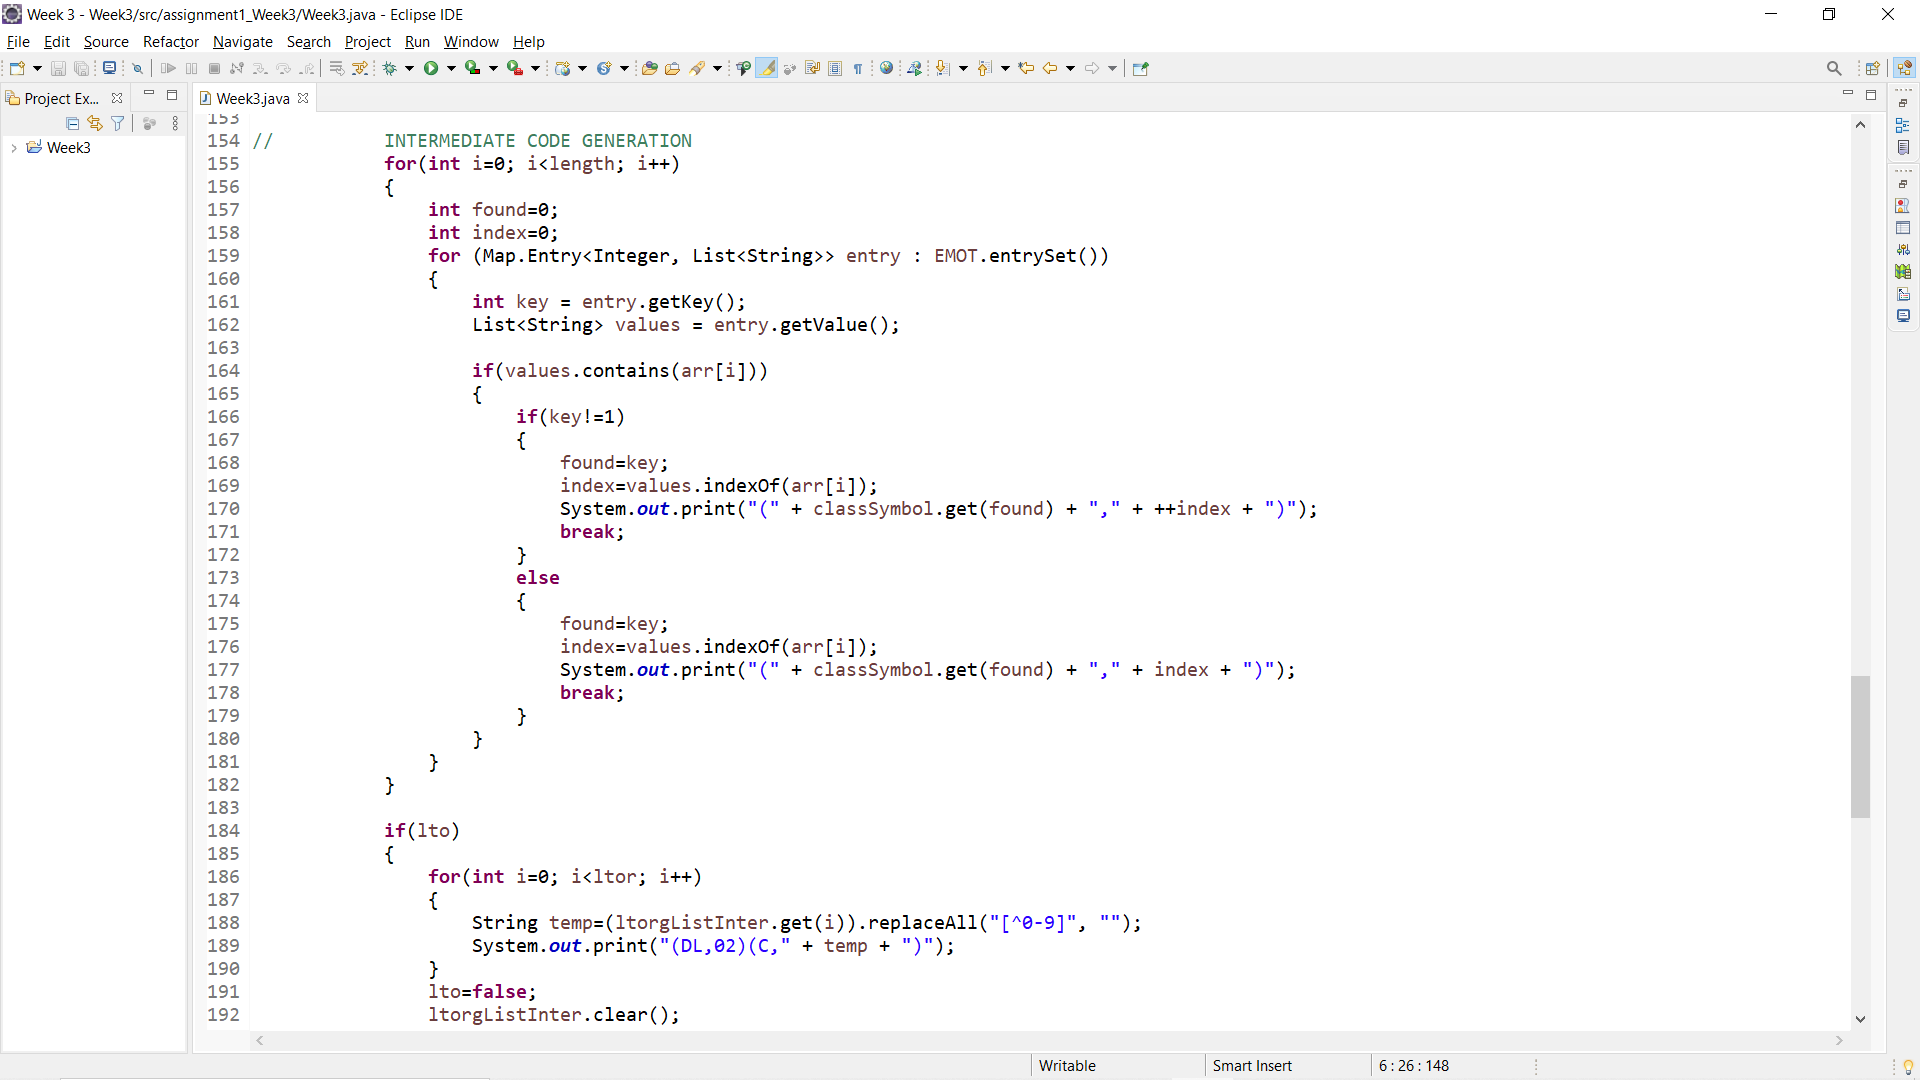 Week 3 - Week3/src/assignment1_Week3/Week3.java - Eclipse IDE
File Edit Source Refactor Navigate Search Project Run Window Help
Project Ex...
Week3.java
Week3
153
154 //            INTERMEDIATE CODE GENERATION
155             for(int i=0; i<length; i++)
156             {
157                 int found=0;
158                 int index=0;
159                 for (Map.Entry<Integer, List<String>> entry : EMOT.entrySet())
160                 {
161                     int key = entry.getKey();
162                     List<String> values = entry.getValue();
163
164                     if(values.contains(arr[i]))
165                     {
166                         if(key!=1)
167                         {
168                             found=key;
169                             index=values.indexOf(arr[i]);
170                             System.out.print("(" + classSymbol.get(found) + "," + ++index + ")");
171                             break;
172                         }
173                         else
174                         {
175                             found=key;
176                             index=values.indexOf(arr[i]);
177                             System.out.print("(" + classSymbol.get(found) + "," + index + ")");
178                             break;
179                         }
180                     }
181                 }
182             }
183
184             if(lto)
185             {
186                 for(int i=0; i<ltor; i++)
187                 {
188                     String temp=(ltorgListInter.get(i)).replaceAll("[^0-9]", "");
189                     System.out.print("(DL,02)(C," + temp + ")");
190                 }
191                 lto=false;
192                 ltorgListInter.clear();
Writable Smart Insert 6 : 26 : 148